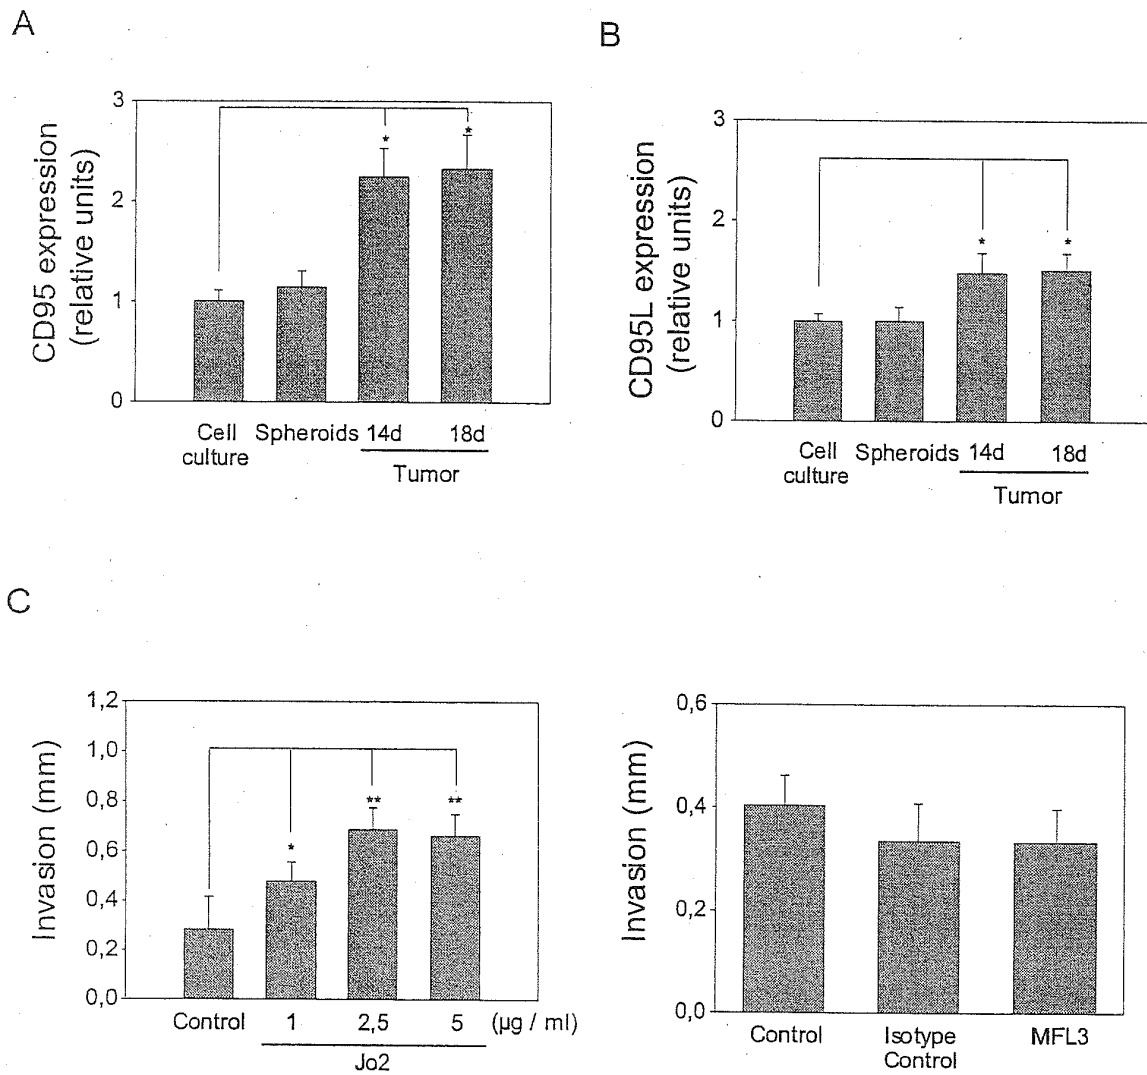 A
CD95 expression
(relative units)
3
2
1
0
*
*
Cell
culture
Spheroids
14d
18d
Tumor
B
CD95L expression
(relative units)
3
2
1
0
*
*
Cell
culture
Spheroids
14d
18d
Tumor
C
Invasion (mm)
1,2
1,0
0,8
0,6
0,4
0,2
0,0
*
**
**
Control
1
2,5
5
(µg / ml)
Jo2
Invasion (mm)
0,6
0,4
0,2
0,0
Control
Isotype
Control
MFL3